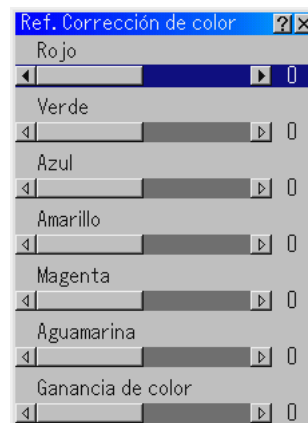 Ref. Corrección de color
Rojo
0
Verde
0
Azul
0
Amarillo
0
Magenta
0
Aguamarina
0
Ganancia de color
0